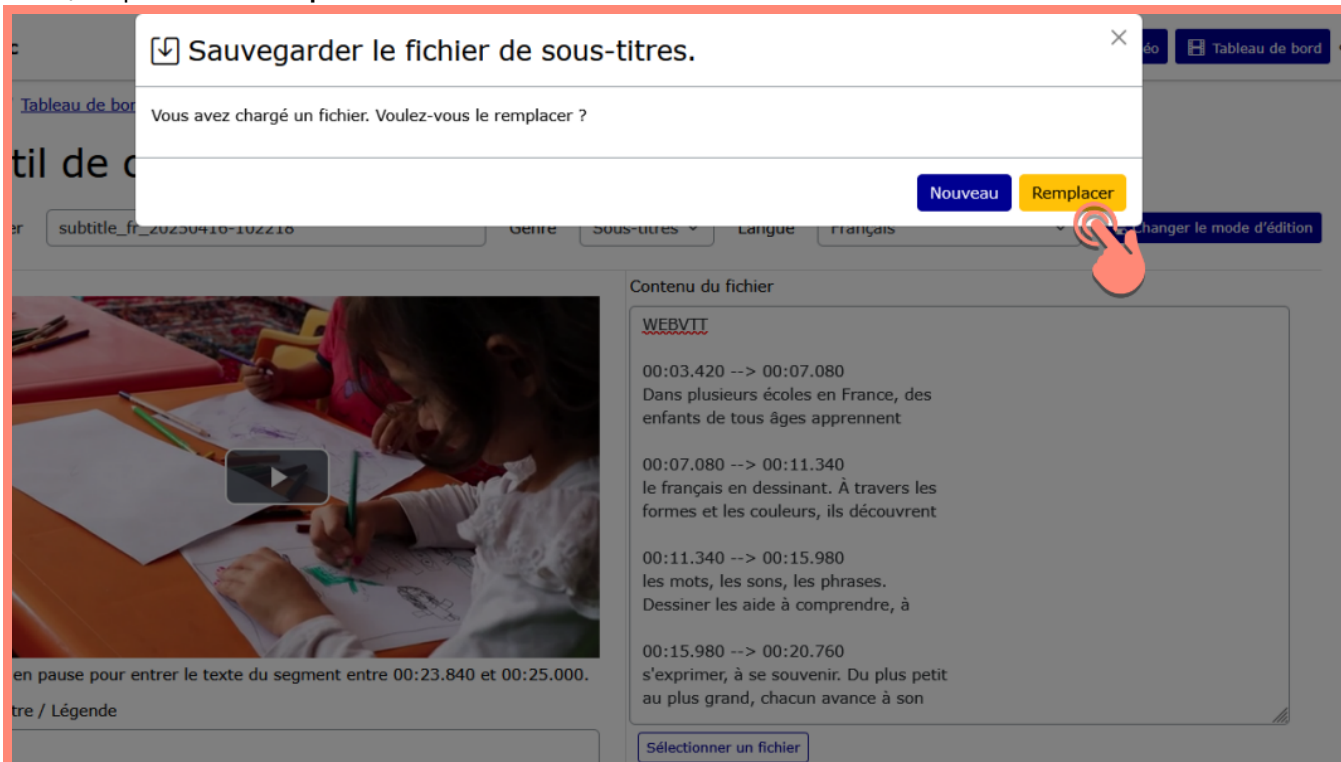 Sauvegarder le fichier de sous-titres.
Tableau de bord
Tableau de bor
Vous avez chargé un fichier. Voulez-vous le remplacer ?
til de
Nouveau
Remplacer
subtitle_fr_20250416-102218
Genre
Sous-titres
Langue
Français
Changer le mode d'édition
Contenu du fichier
WEBVTT
00:03.420 --> 00:07.080
Dans plusieurs écoles en France, des
enfants de tous âges apprennent
00:07.080 --> 00:11.340
le français en dessinant. À travers les
formes et les couleurs, ils découvrent
00:11.340 --> 00:15.980
les mots, les sons, les phrases.
Dessiner les aide à comprendre, à
00:15.980 --> 00:20.760
s'exprimer, à se souvenir. Du plus petit
au plus grand, chacun avance à son
en pause pour entrer le texte du segment entre 00:23.840 et 00:25.000.
tre / Légende
Sélectionner un fichier